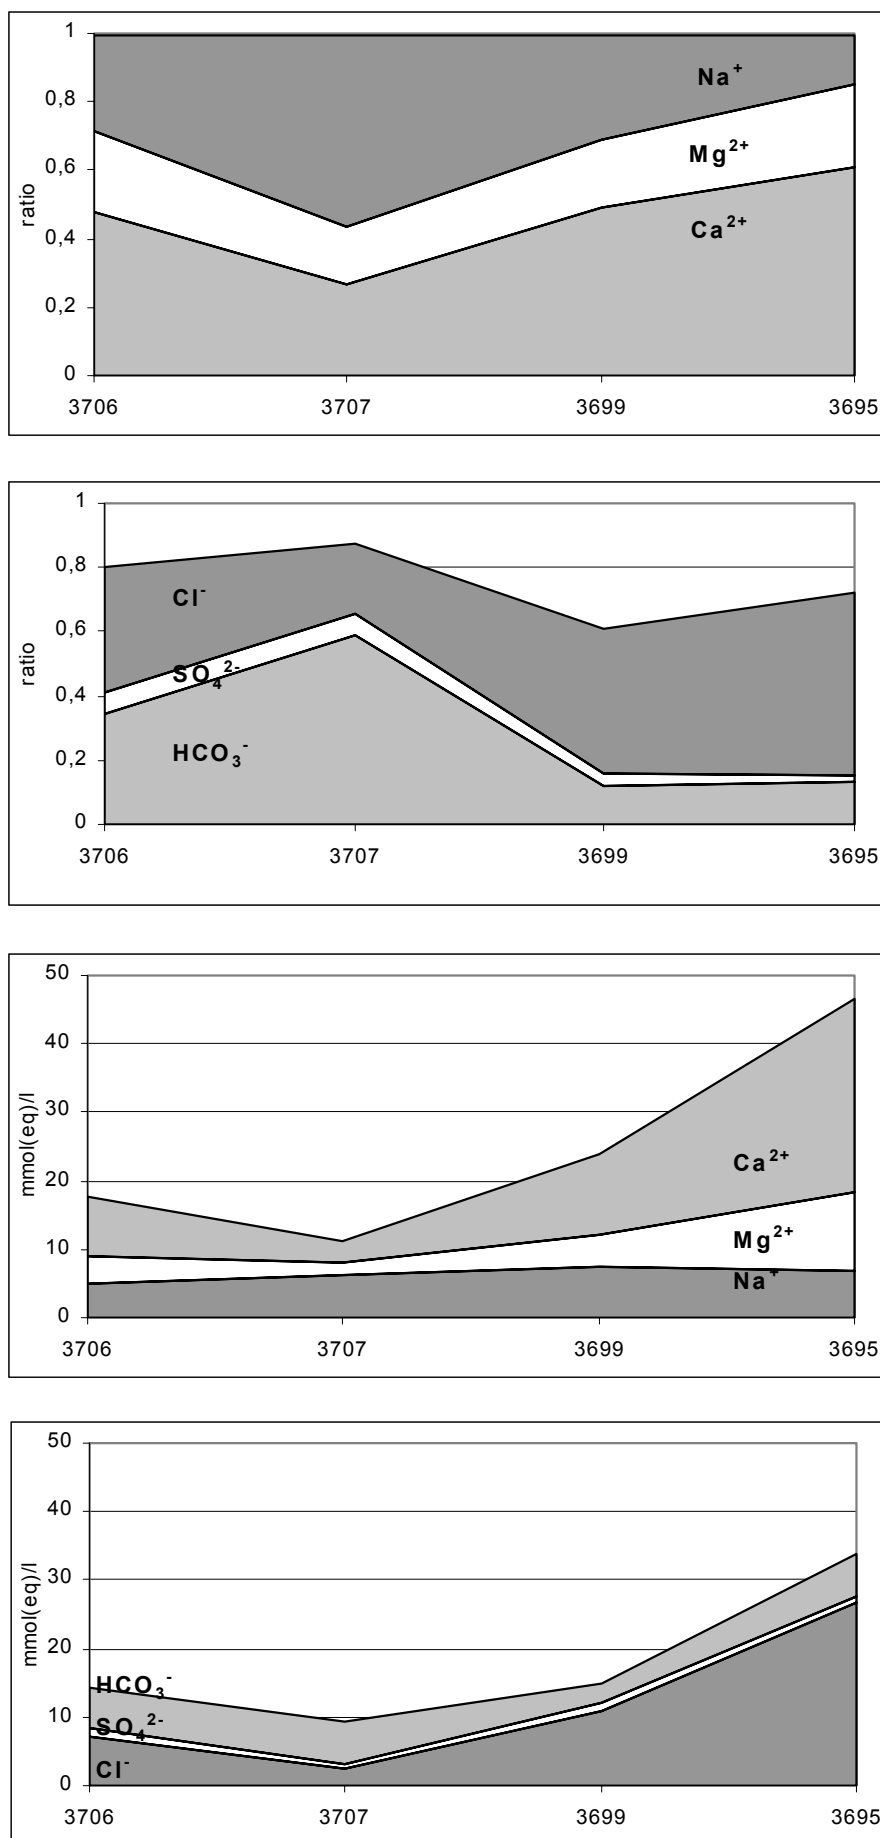 1
0,8
0,6
0,4
0,2
0
ratio
Na⁺
Mg²⁺
Ca²⁺
3706 3707 3699 3695
1
0,8
0,6
0,4
0,2
0
ratio
Cl⁻
SO₄²⁻
HCO₃⁻
3706 3707 3699 3695
50
40
30
20
10
0
mmol(eq)/l
Ca²⁺
Mg²⁺
Na⁺
3706 3707 3699 3695
50
40
30
20
10
0
mmol(eq)/l
HCO₃⁻
SO₄²⁻
Cl⁻
3706 3707 3699 3695